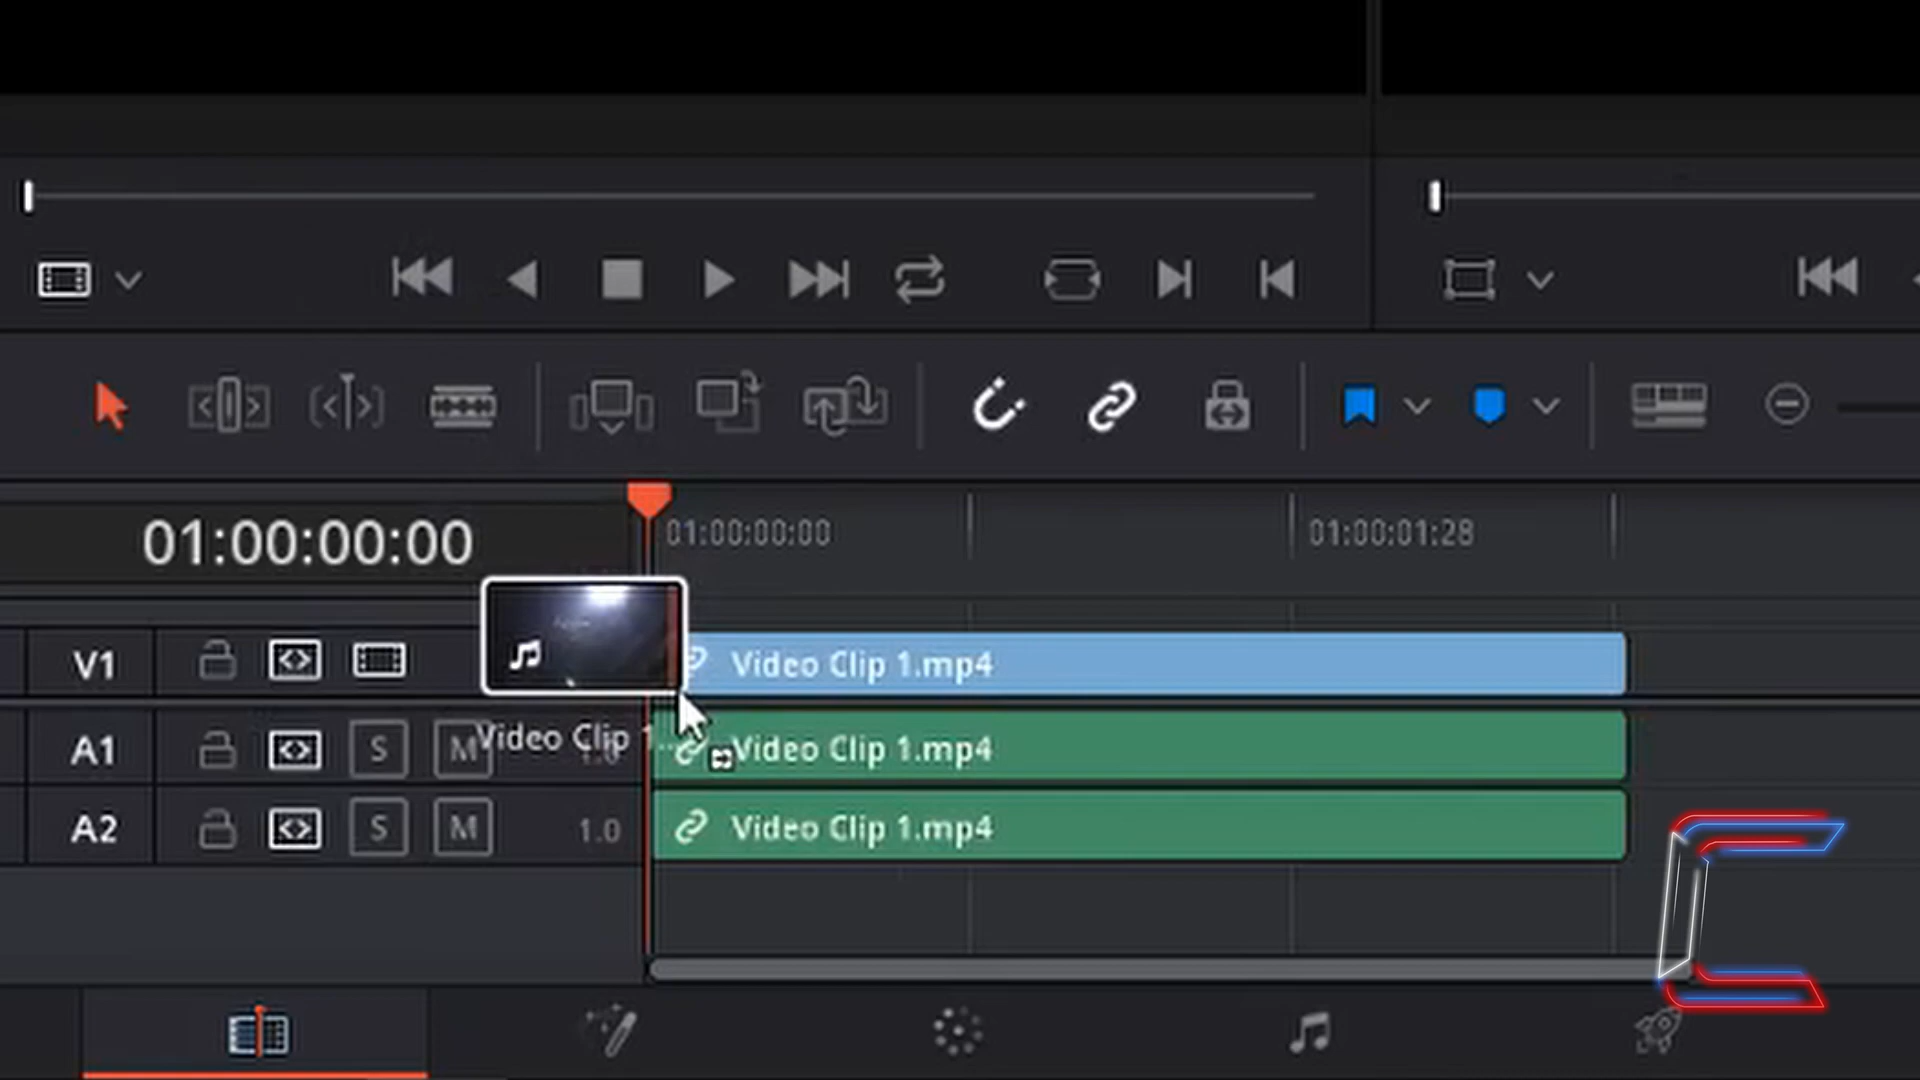 01:00:00:00
01:00:00:00
01:00:01:28
V1
Video Clip 1.mp4
A1
S
M
Video Clip 1...
1.0
Video Clip 1.mp4
A2
S
M
1.0
Video Clip 1.mp4